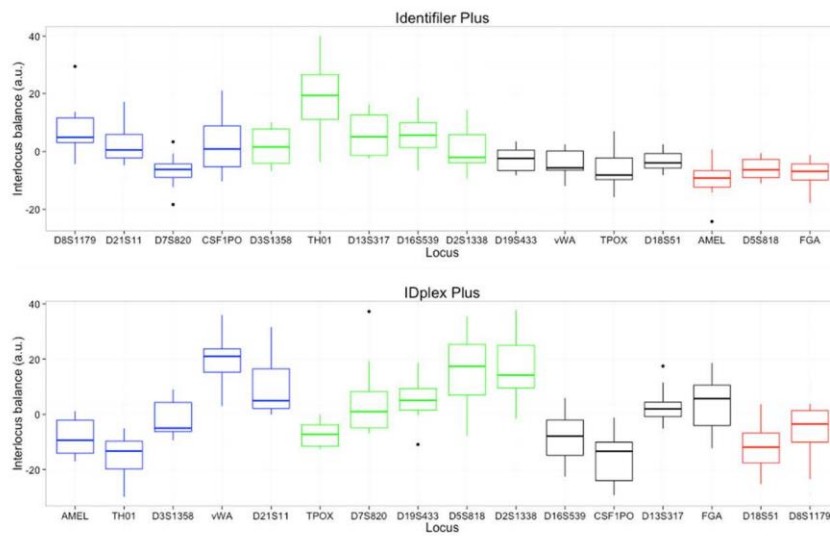 Identifiler Plus
Interlocus balance (a.u.)
40
20
0
-20
D8S1179 D21S11 D7S820 CSF1PO D3S1358 TH01 D13S317 D16S539 D2S1338 D19S433 vWA TPOX D18S51 AMEL D5S818 FGA
Locus
IDplex Plus
Interlocus balance (a.u.)
40
20
0
-20
AMEL TH01 D3S1358 vWA D21S11 TPOX D7S820 D19S433 D5S818 D2S1338 D16S539 CSF1PO D13S317 FGA D18S51 D8S1179
Locus